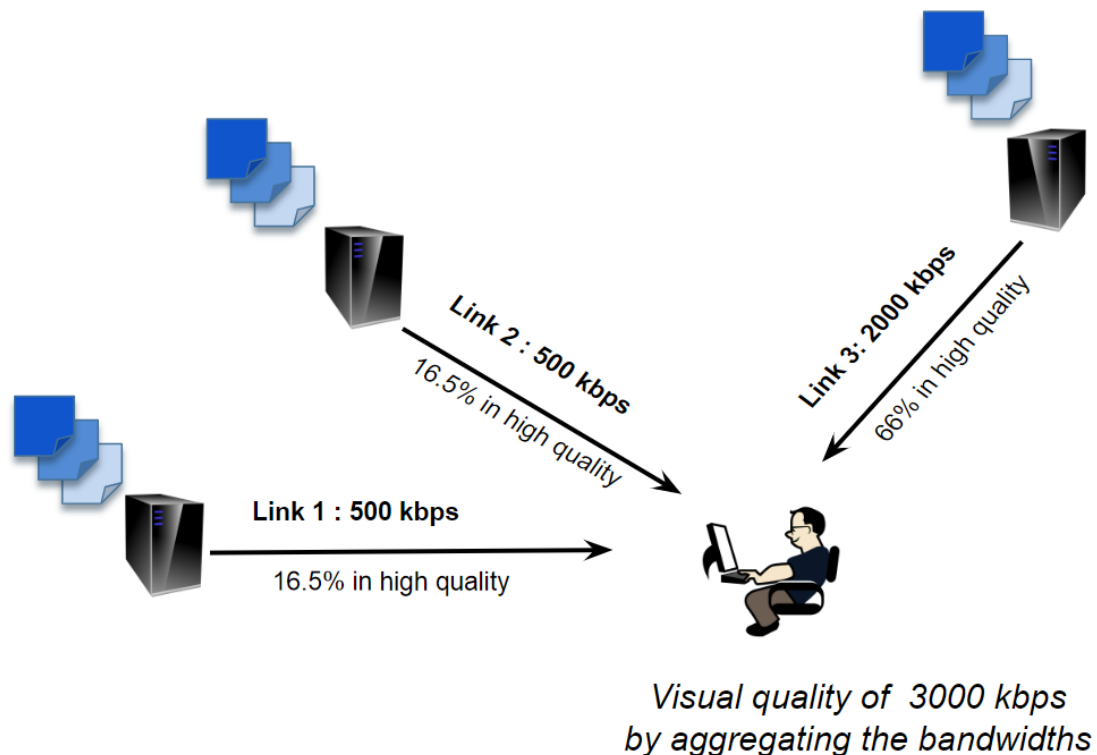 Link 3: 2000 kbps
66% in high quality
Link 2 : 500 kbps
16.5% in high quality
Link 1 : 500 kbps
16.5% in high quality
Visual quality of  3000 kbps
by aggregating the bandwidths